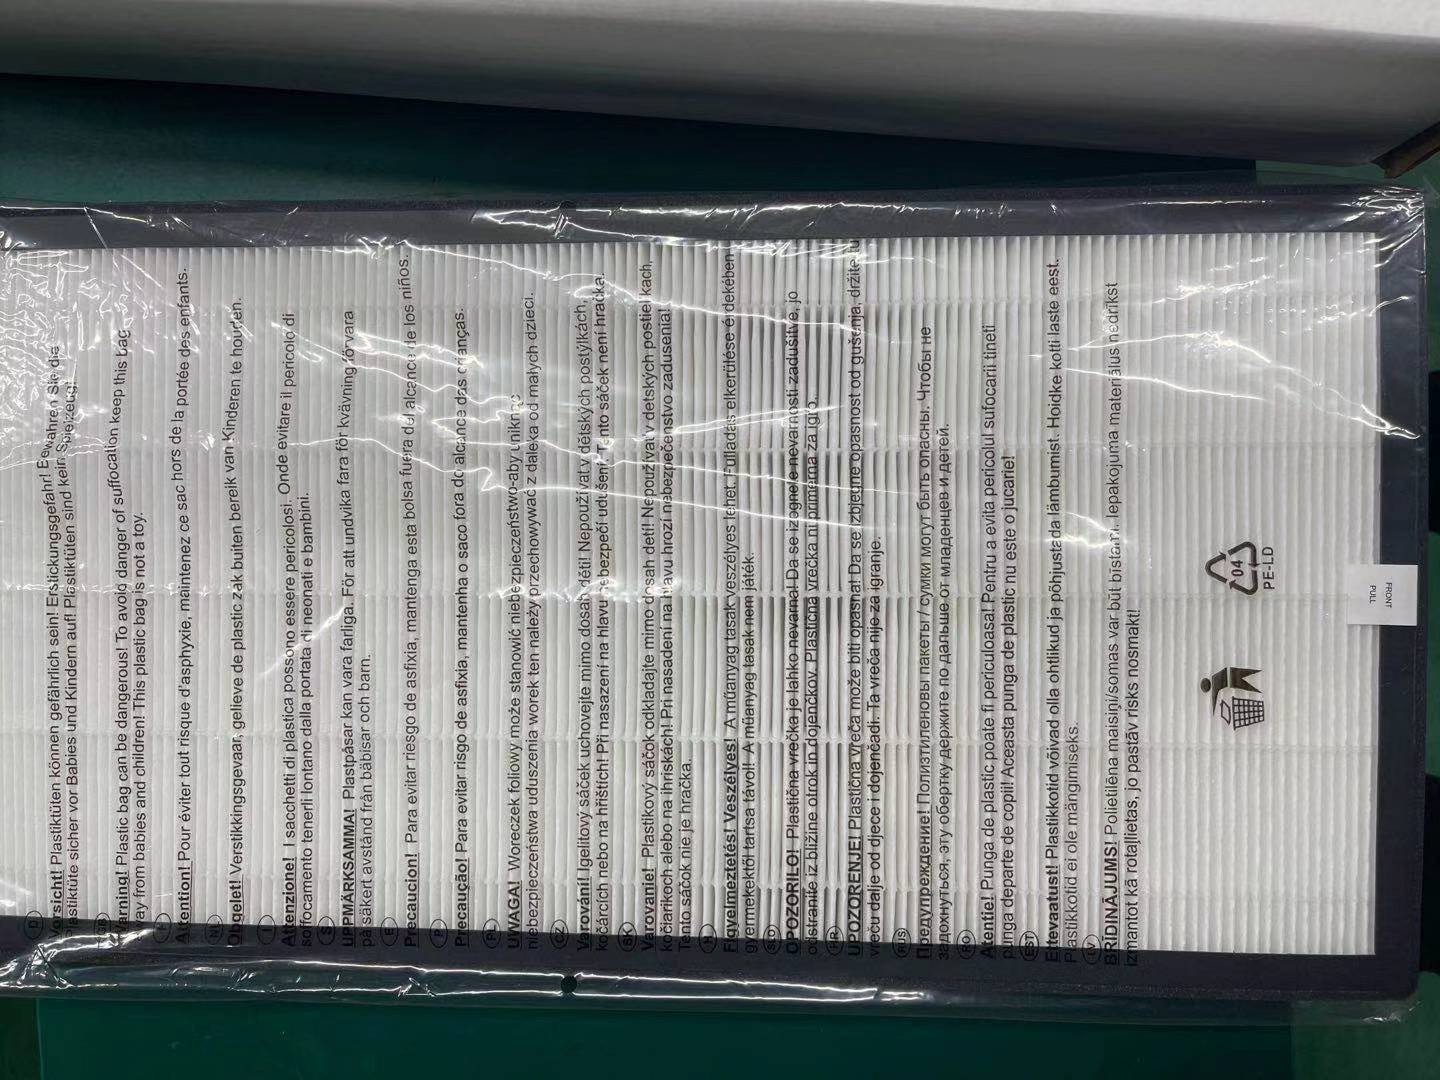 D
Vorsicht! Plastiktüten können gefährlich sein! Erstickungsgefahr! Bewahren Sie die
Plastiktüte sicher vor Babies und Kindern auf! Plastiktüten sind kein Spielzeug!
GB
Warning! Plastic bag can be dangerous! To avoid danger of suffocation keep this bag
away from babies and children! This plastic bag is not a toy.
F
Attention! Pour éviter tout risque d'asphyxie, maintenez ce sac hors de la portée des enfants.
NL
Obgelet! Verstikkingsgevaar, gelieve de plastic zak buiten bereik van Kinderen te houden.
I
Attenzione! I sacchetti di plastica possono essere pericolosi. Onde evitare il pericolo di
soffocamento tenerli lontano dalla portata di neonati e bambini.
S
UPPMÄRKSAMMA! Plastpåsar kan vara farliga. För att undvika fara för kvävning förvara
påsäkert avstånd från bäbisar och barn.
E
Precaucion! Para evitar riesgo de asfixia, mantenga esta bolsa fuera del alcance de los niños.
P
Precaução! Para evitar risgo de asfixia, mantenha o saco fora do alcance das crianças.
PL
UWAGA! Woreczek foliowy może stanowić niebezpieczeństwo-aby uniknąć
niebezpieczeństwa uduszenia worek ten należy przechowywać z daleka od małych dzieci.
CZ
Varování! Igelitový sáček uchovejte mimo dosah dětí! Nepoužívat v dětských postýlkách,
kočárcích nebo na hřištích! Při nasazení na hlavu nebezpečí udušení. Tento sáček není hračka.
SK
Varovanie! Plastikový sáčok odkladajte mimo dosah detí! Nepoužívat v detských postieľkach,
kočiarikoch alebo na ihriskách! Pri nasadení na hlavu hrozí nebezpečenstvo zadusenia!
Tento sáčok nie je hračka.
H
Figyelmeztetés! Veszélyes! A műanyag tasak veszélyes lehet. Fulladás elkerülése érdekében
gyermekektől tartsa távol! A műanyag tasak nem játék.
SLO
OPOZORILO! Plastična vrečka je lahko nevarna! Da se izognete nevarnosti zadušitve, jo
odstranite iz bližine otrok in dojenčkov. Plastična vrečka ni primerna za igro.
HR
UPOZORENJE! Plastična vreća može biti opasna! Da se izbjegne opasnost od gušenja, držite tu
vreću dalje od djece i dojenčadi. Ta vreča nije za igranje.
RUS
Предупреждение! Полиэтиленовы пакеты / сумки могут быть опасны. Чтобы не
задохнуться, эту обертку держите по дальше от младенцев и детей.
RO
Atentie! Punga de plastic poate fi periculoasa! Pentru a evita pericolul sufocarii tineti
punga departe de copii! Aceasta punga de plastic nu este o jucarie!
EST
Ettevaatust! Plastikkotid võivad olla ohtlikud ja põhjustada lämbumist. Hoidke kotti laste eest.
Plastikkotid ei ole mängimiseks.
LV
BRĪDINĀJUMS! Polietilēna maisiņi/somas var būt bīstami. Iepakojuma materiālus nedrīkst
izmantot kā rotaļlietas, jo pastāv risks nosmakt!
04
PE-LD
FRONT
PULL